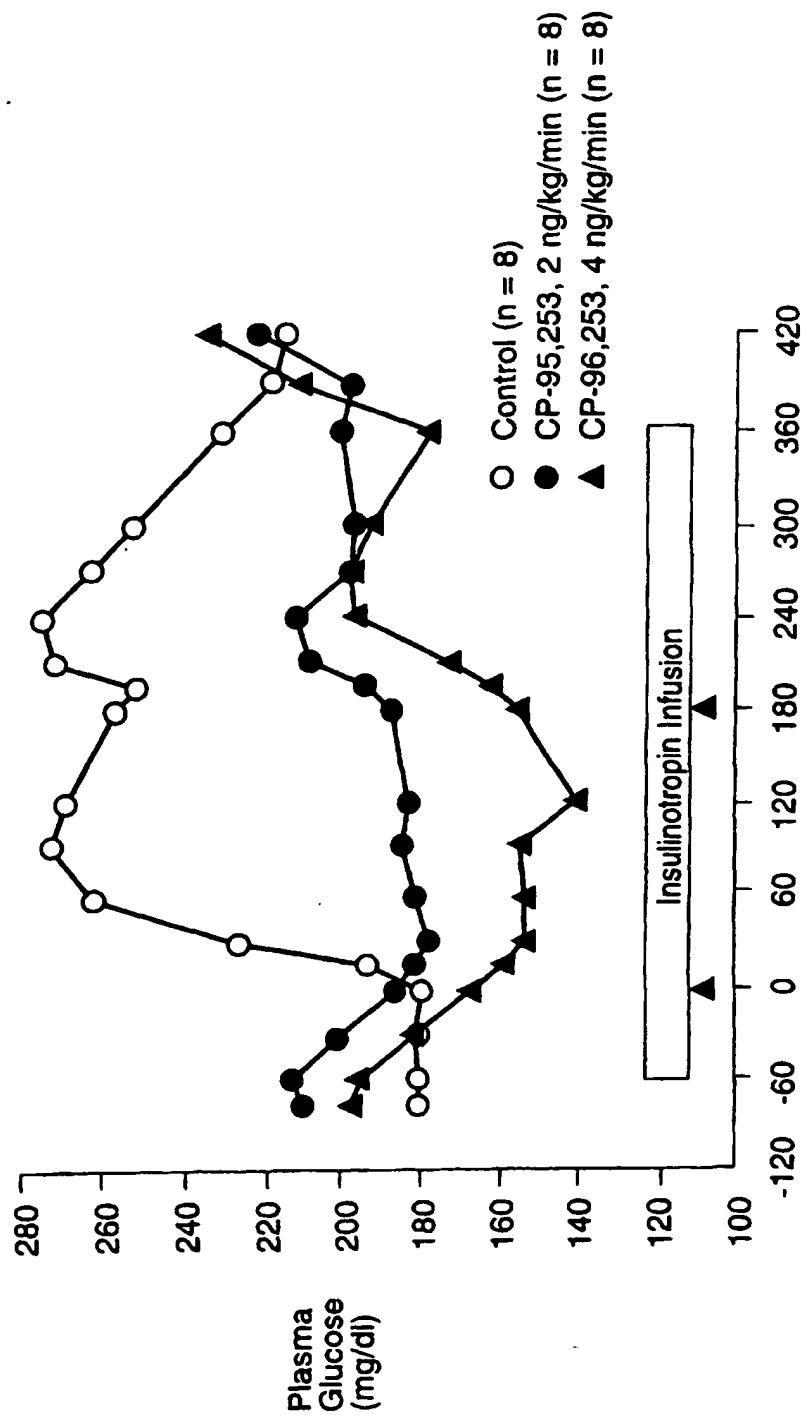 Plasma
Glucose
(mg/dl)
280
260
240
220
200
180
160
140
120
100
Control (n = 8)
CP-95,253, 2 ng/kg/min (n = 8)
CP-96,253, 4 ng/kg/min (n = 8)
Insulinotropin Infusion
-120
-60
0
60
120
180
240
300
360
420